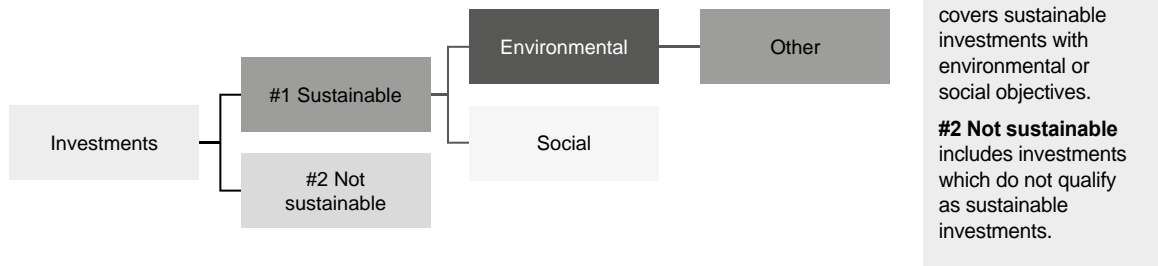 Investments
#1 Sustainable
#2 Not
sustainable
Environmental
Social
Other
covers sustainable
investments with
environmental or
social objectives.
#2 Not sustainable
includes investments
which do not qualify
as sustainable
investments.